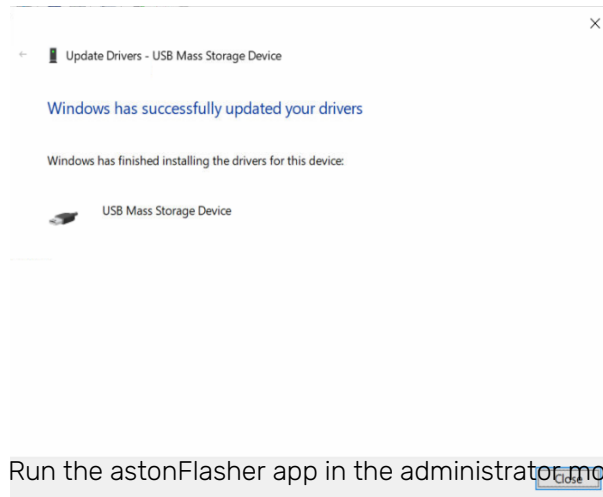 Update Drivers - USB Mass Storage Device
Windows has successfully updated your drivers
Windows has finished installing the drivers for this device:
USB Mass Storage Device
Run the astonFlasher app in the administrator
Close